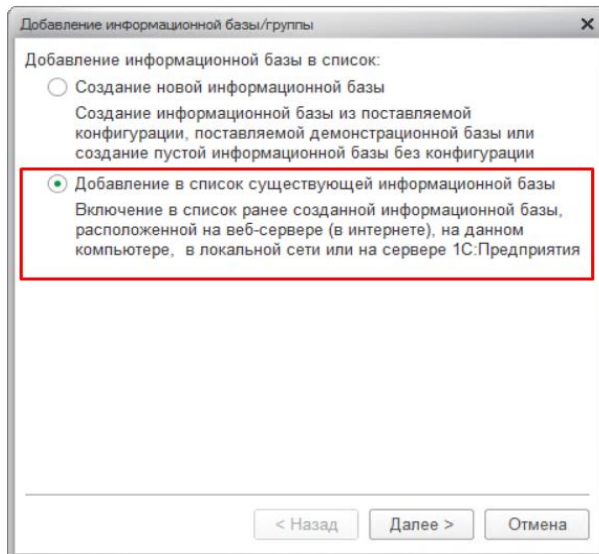 Добавление информационной базы/группы
Добавление информационной базы в список:
Создание новой информационной базы
Создание информационной базы из поставляемой
конфигурации, поставляемой демонстрационной базы или
создание пустой информационной базы без конфигурации
Добавление в список существующей информационной базы
Включение в список ранее созданной информационной базы,
расположенной на веб-сервере (в интернете), на данном
компьютере, в локальной сети или на сервере 1С:Предприятия
< Назад Далее > Отмена